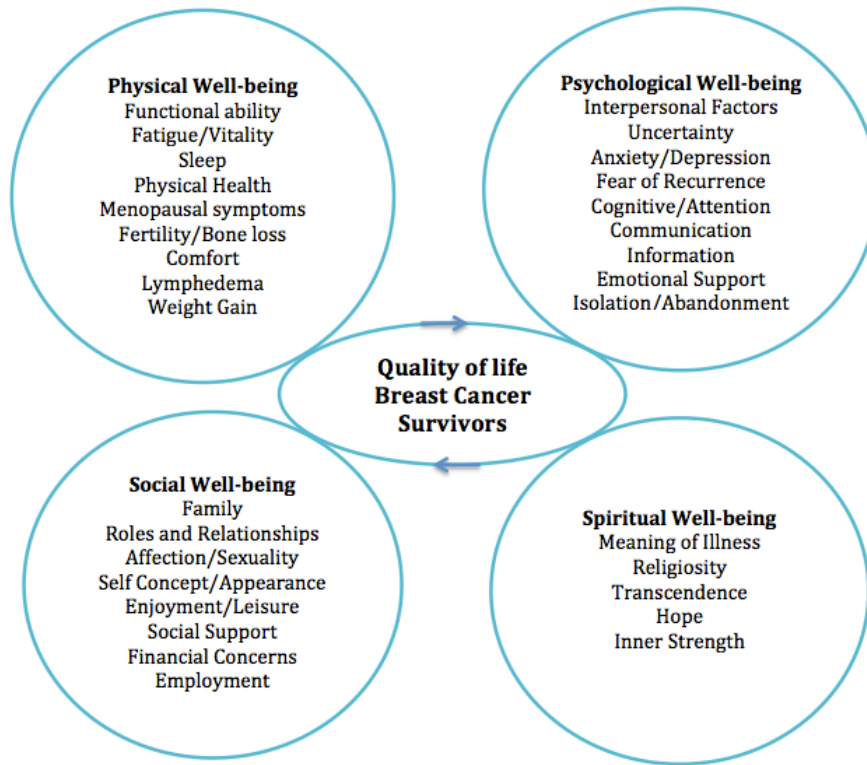 Physical Well-being
Functional ability
Fatigue/Vitality
Sleep
Physical Health
Menopausal symptoms
Fertility/Bone loss
Comfort
Lymphedema
Weight Gain
Psychological Well-being
Interpersonal Factors
Uncertainty
Anxiety/Depression
Fear of Recurrence
Cognitive/Attention
Communication
Information
Emotional Support
Isolation/Abandonment
Quality of life
Breast Cancer
Survivors
Social Well-being
Family
Roles and Relationships
Affection/Sexuality
Self Concept/Appearance
Enjoyment/Leisure
Social Support
Financial Concerns
Employment
Spiritual Well-being
Meaning of Illness
Religiosity
Transcendence
Hope
Inner Strength